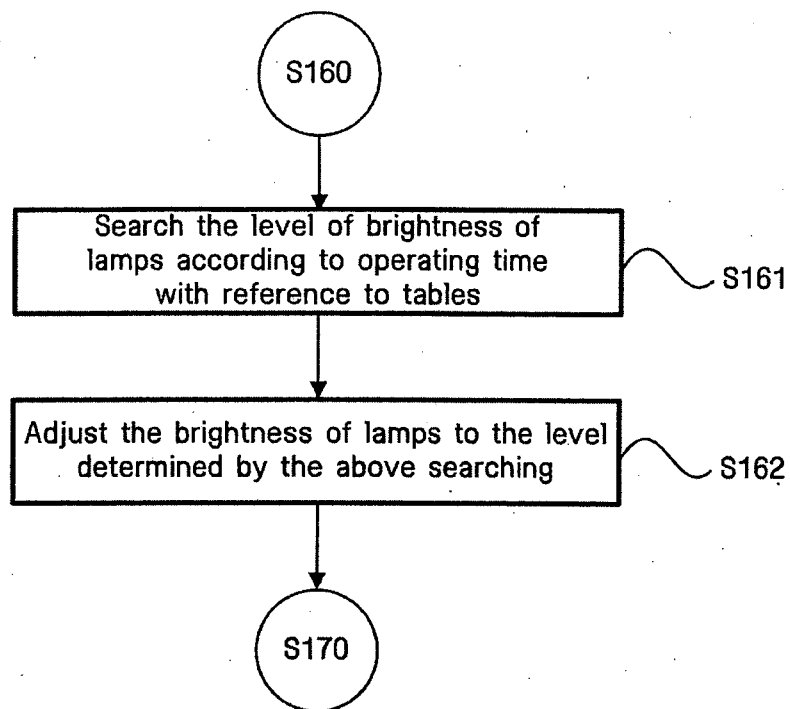 S160
Search the level of brightness of
lamps according to operating time
with reference to tables
S161
Adjust the brightness of lamps to the level
determined by the above searching
S162
S170